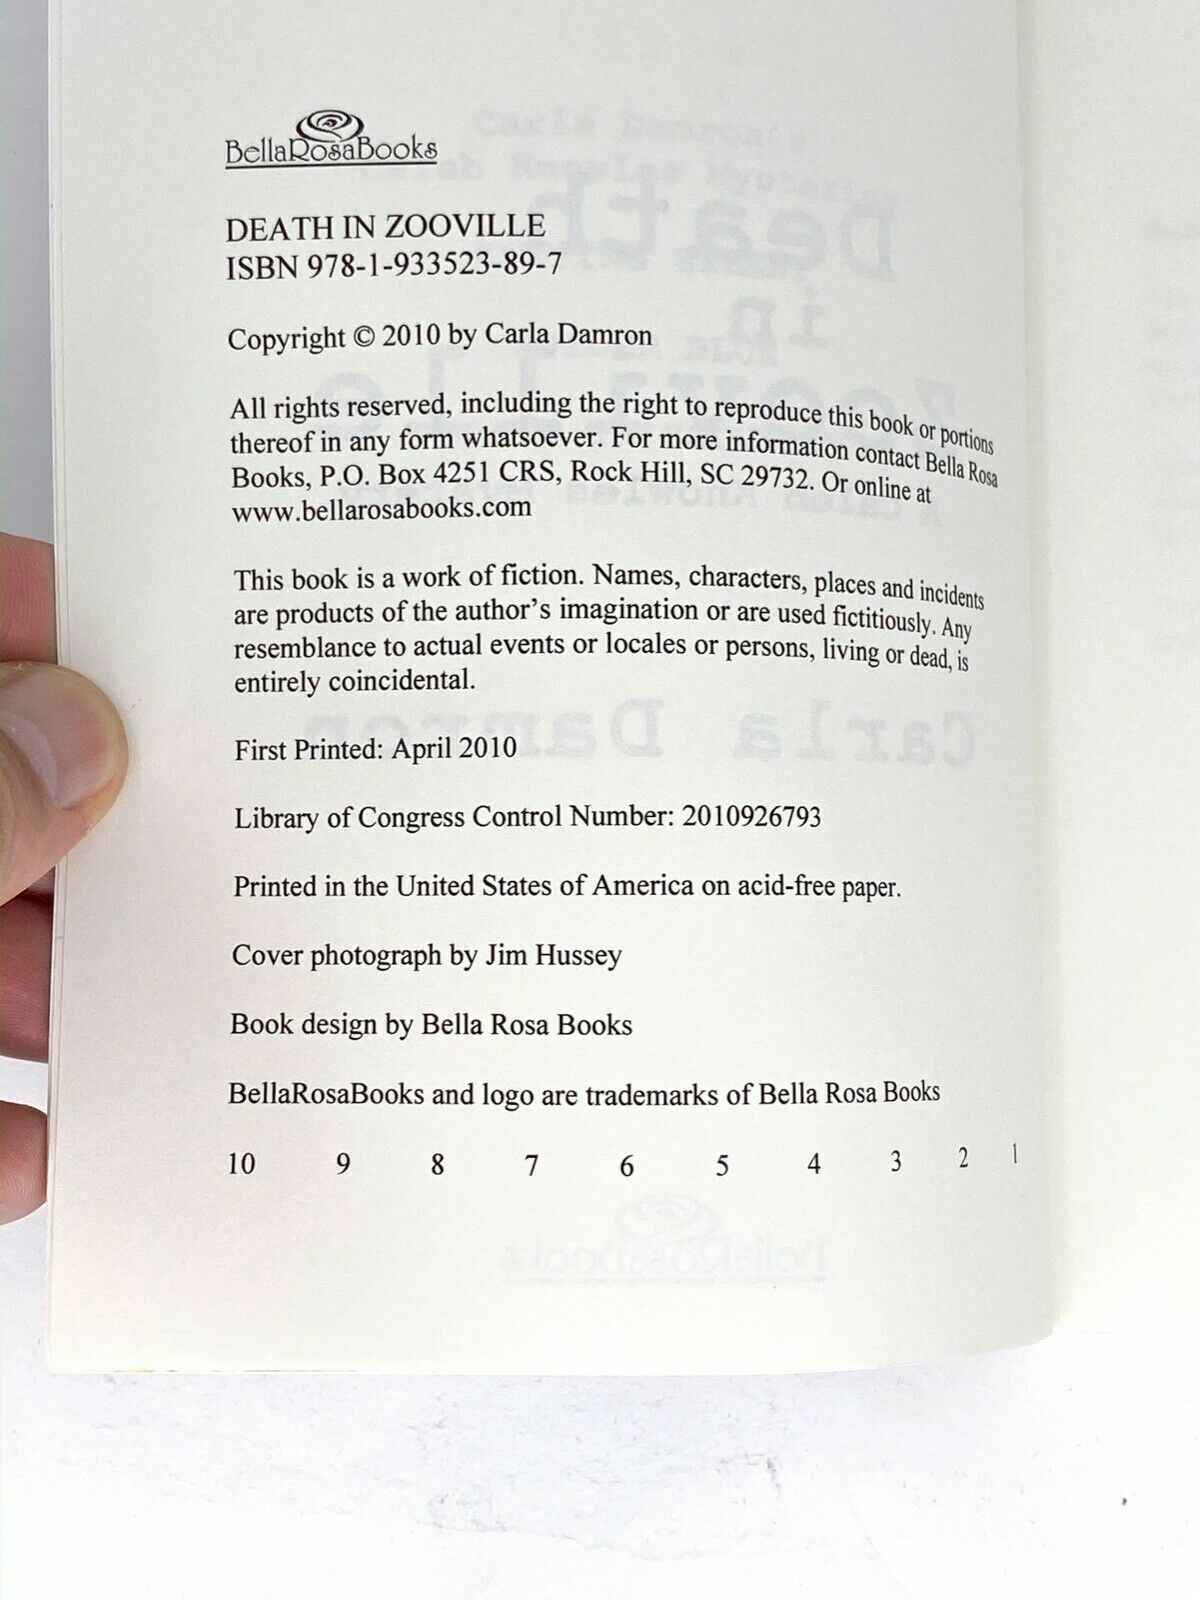 BellaRosaBooks
DEATH IN ZOOVILLE
ISBN 978-1-933523-89-7
Copyright © 2010 by Carla Damron
All rights reserved, including the right to reproduce this book or portions
thereof in any form whatsoever. For more information contact Bella Rosa
Books, P.O. Box 4251 CRS, Rock Hill, SC 29732. Or online at
www.bellarosabooks.com
This book is a work of fiction. Names, characters, places and incidents
are products of the author's imagination or are used fictitiously. Any
resemblance to actual events or locales or persons, living or dead, is
entirely coincidental.
First Printed: April 2010
Library of Congress Control Number: 2010926793
Printed in the United States of America on acid-free paper.
Cover photograph by Jim Hussey
Book design by Bella Rosa Books
BellaRosaBooks and logo are trademarks of Bella Rosa Books
10 9 8 7 6 5 4 3 2 1